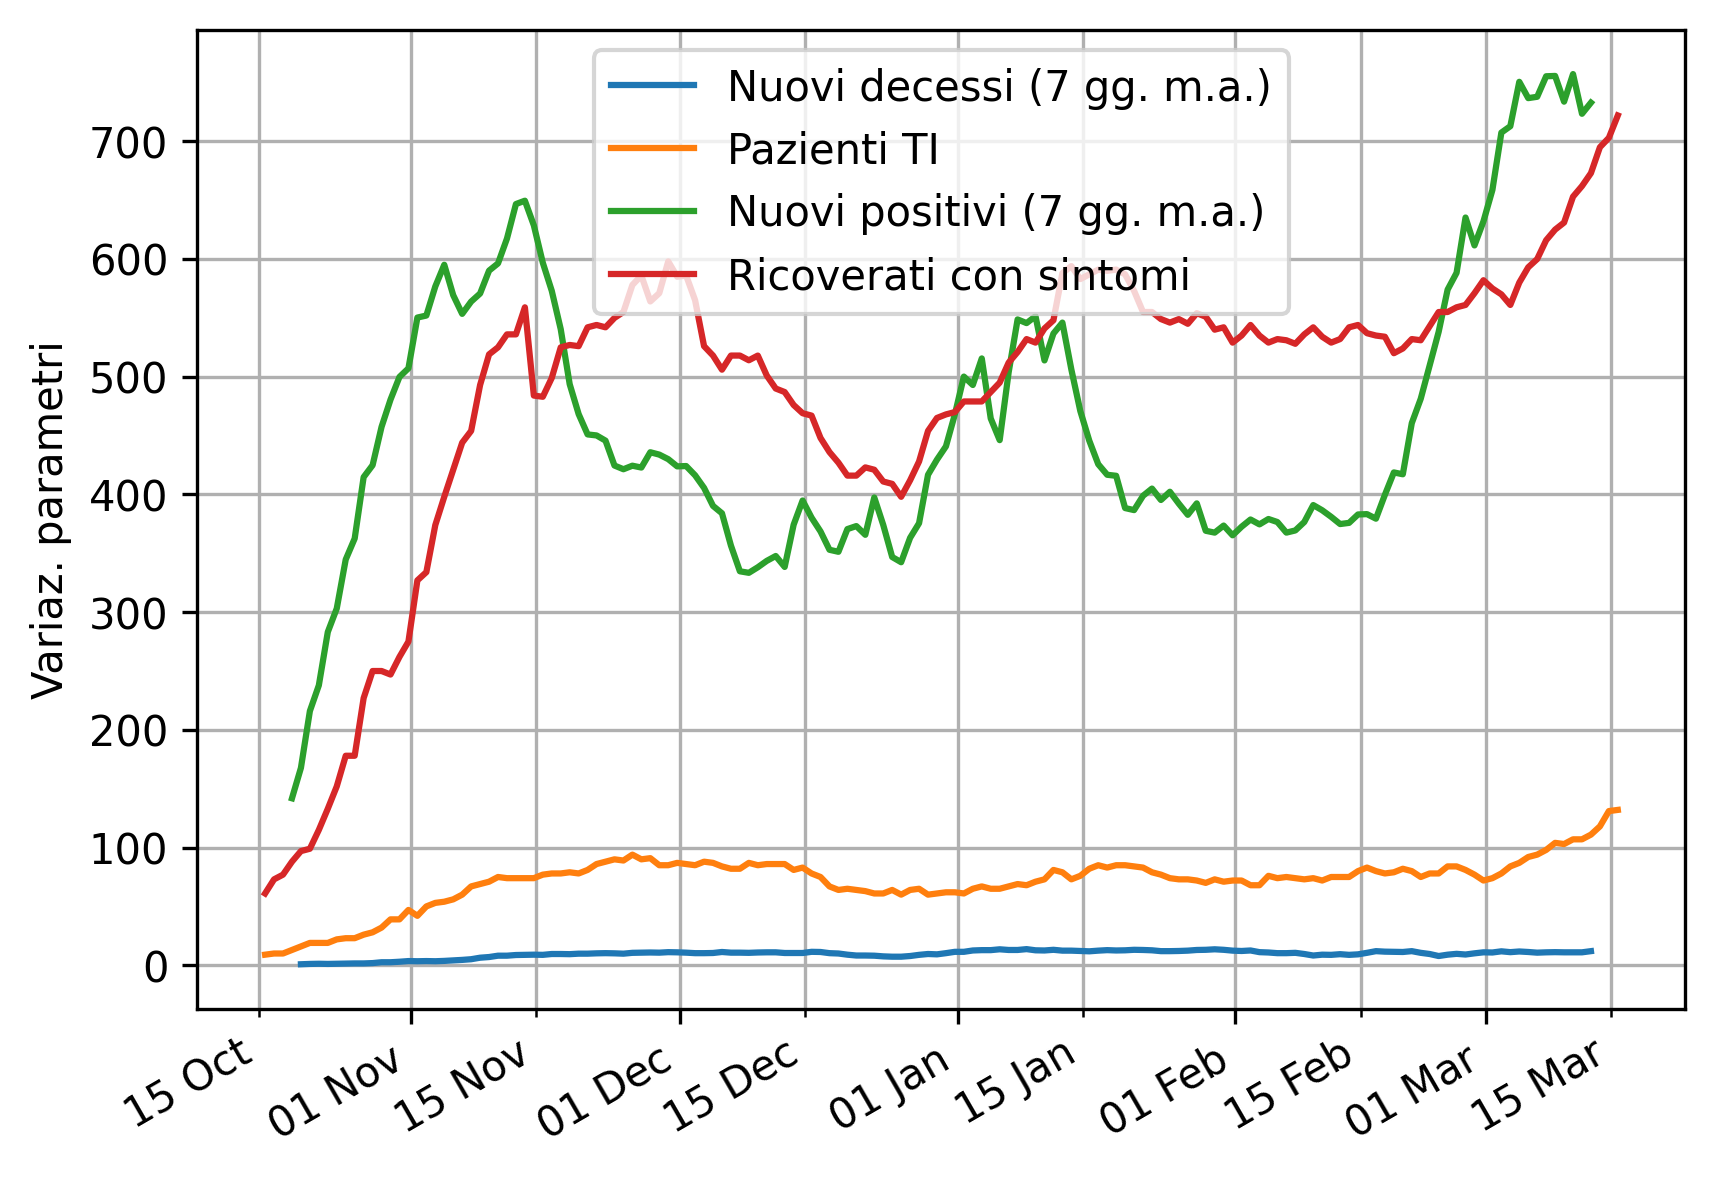 Nuovi decessi (7 gg. m.a.)
Pazienti TI
Nuovi positivi (7 gg. m.a.)
Ricoverati con sintomi
Variaz. parametri
700
600
500
400
300
200
100
0
15 Oct
01 Nov
15 Nov
01 Dec
15 Dec
01 Jan
15 Jan
01 Feb
15 Feb
01 Mar
15 Mar